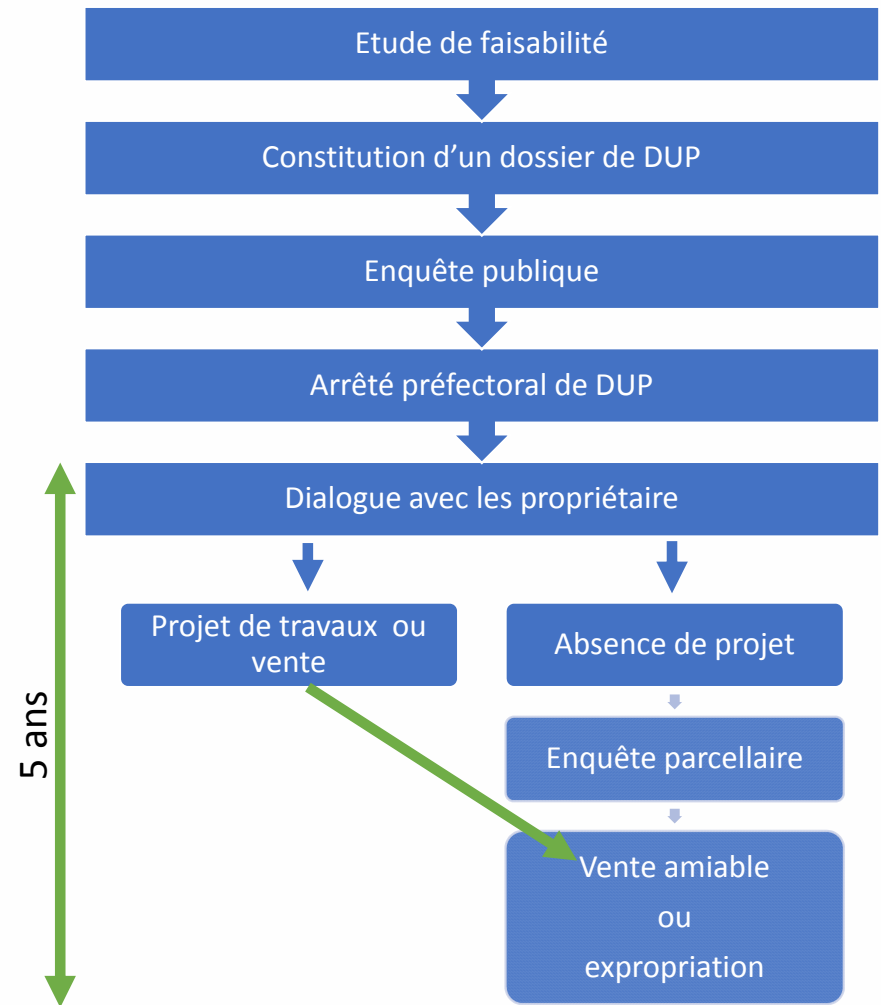 Etude de faisabilité
Constitution d'un dossier de DUP
Enquête publique
Arrêté préfectoral de DUP
Dialogue avec les propriétaire
Projet de travaux ou
vente
Absence de projet
Enquête parcellaire
Vente amiable
ou
expropriation
5 ans